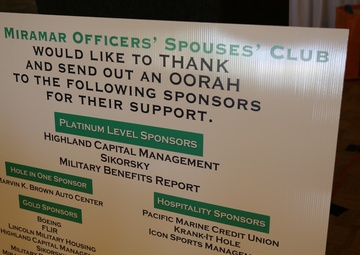 Miramar Officers' Spouses' Club
would like to THANK
and send out an OORAH
to the following sponsors
for their support.
Platinum Level Sponsors
Highland Capital Management
Sikorsky
Military Benefits Report
Hole in One Sponsor
Marvin K. Brown Auto Center
Gold Sponsors
Boeing
FLIR
Lincoln Military Housing
Highland Capital Management
Sikorsky
Hospitality Sponsors
Pacific Marine Credit Union
Krank-It Hole
Icon Sports Management